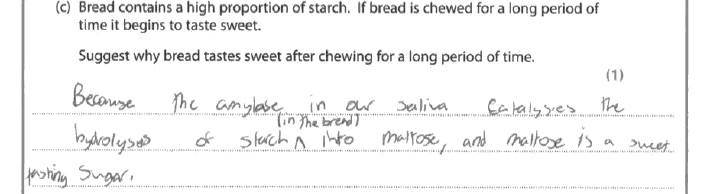 (c) Bread contains a high proportion of starch. If bread is chewed for a long period of
time it begins to taste sweet.
Suggest why bread tastes sweet after chewing for a long period of time.
(1)
Because the amylase in our saliva catalyses the
(in the bread)
hydrolyses of starch ^ into maltose, and maltose is a sweet
tasting sugar.